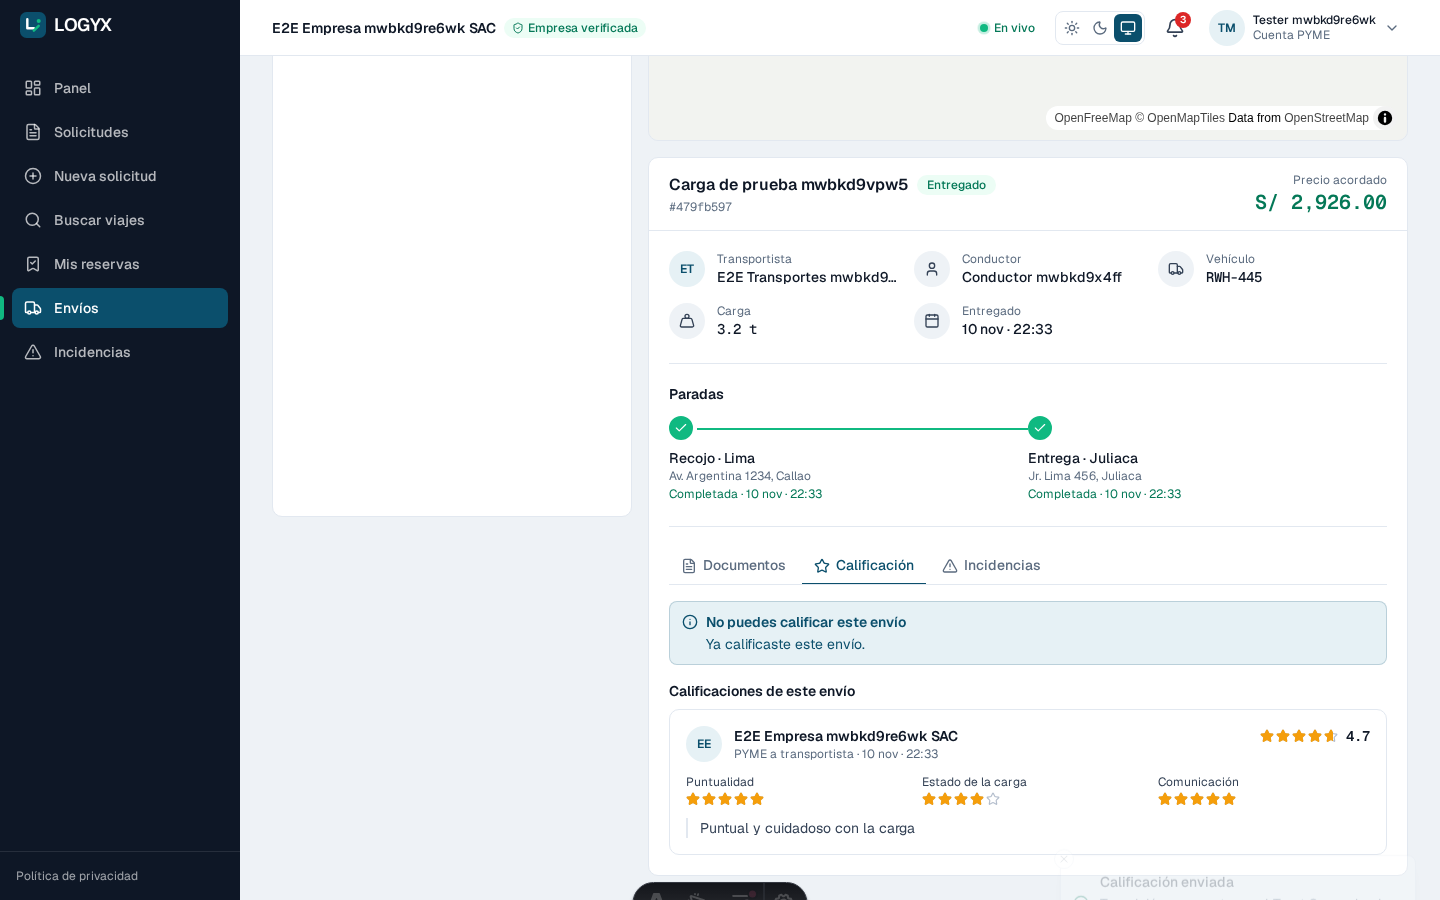 LOGYX
E2E Empresa mwbkd9re6wk SAC
Empresa verificada
En vivo
3
TM
Tester mwbkd9re6wk
Cuenta PYME
Panel
Solicitudes
Nueva solicitud
Buscar viajes
Mis reservas
Envíos
Incidencias
Política de privacidad
OpenFreeMap © OpenMapTiles Data from OpenStreetMap
Carga de prueba mwbkd9vpw5
Entregado
#479fb597
Precio acordado
S/ 2,926.00
ET
Transportista
E2E Transportes mwbkd9...
Conductor
Conductor mwbkd9x4ff
Vehículo
RWH-445
Carga
3.2 t
Entregado
10 nov · 22:33
Paradas
Recojo · Lima
Av. Argentina 1234, Callao
Completada · 10 nov · 22:33
Entrega · Juliaca
Jr. Lima 456, Juliaca
Completada · 10 nov · 22:33
Documentos
Calificación
Incidencias
No puedes calificar este envío
Ya calificaste este envío.
Calificaciones de este envío
EE
E2E Empresa mwbkd9re6wk SAC
PYME a transportista · 10 nov · 22:33
4.7
Puntualidad
Estado de la carga
Comunicación
Puntual y cuidadoso con la carga
Calificación enviada